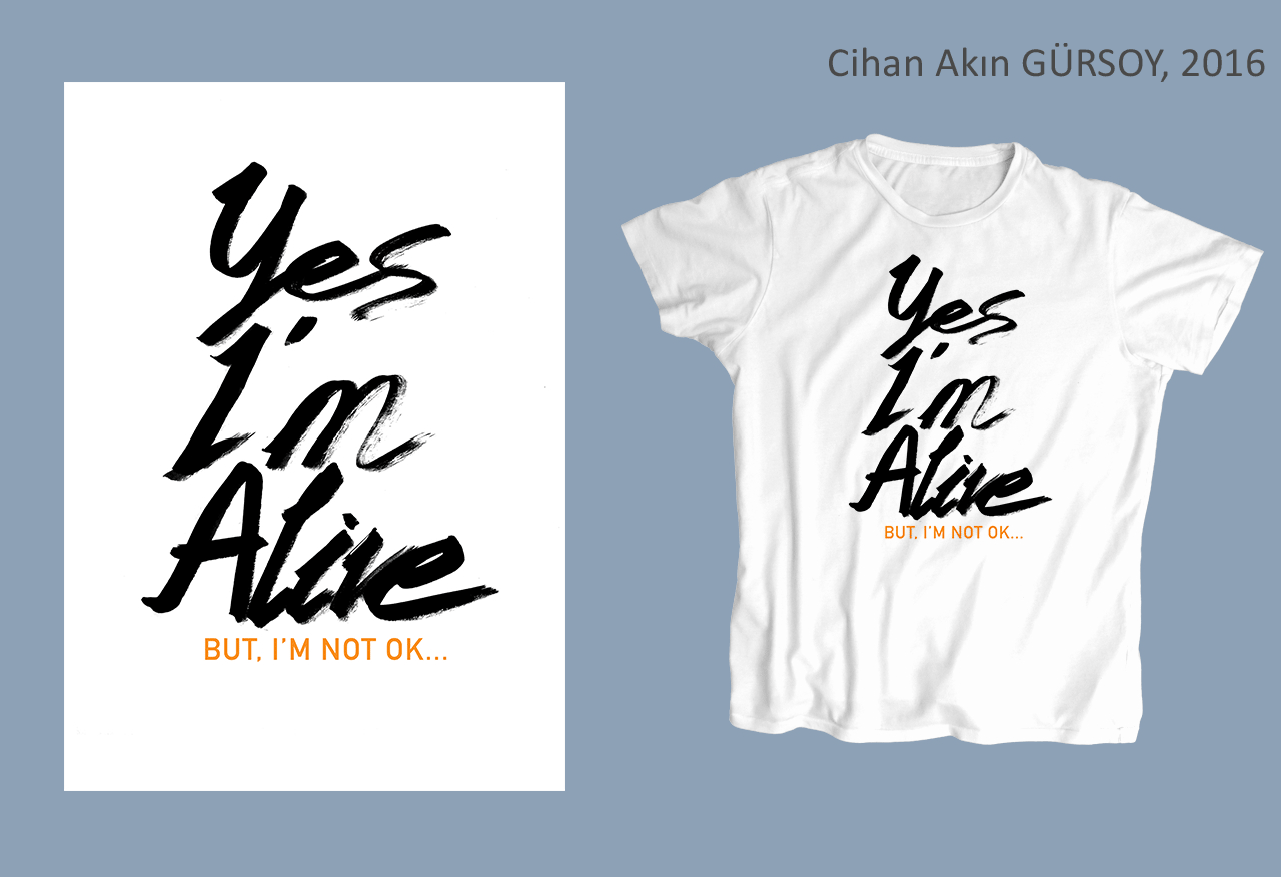 Cihan Akın GÜRSOY, 2016
Yes
I'm
Alive
BUT, I'M NOT OK...
Yes
I'm
Alive
BUT, I'M NOT OK...